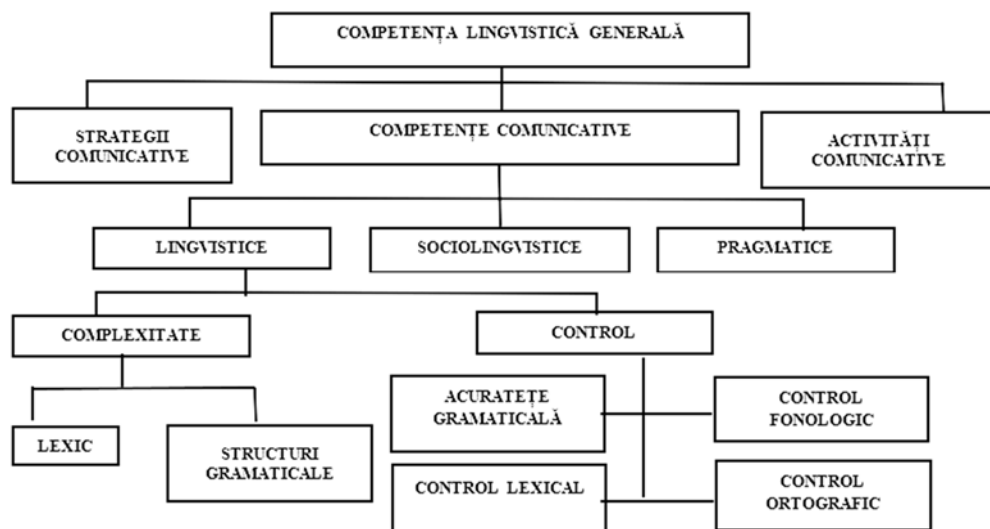 COMPETENȚA LINGVISTICĂ GENERALĂ
STRATEGII
COMUNICATIVE
COMPETENȚE COMUNICATIVE
ACTIVITĂȚI
COMUNICATIVE
LINGVISTICE
SOCIOLINGVISTICE
PRAGMATICE
COMPLEXITATE
CONTROL
LEXIC
STRUCTURI
GRAMATICALE
ACURATEȚE
GRAMATICALĂ
CONTROL
FONOLOGIC
CONTROL LEXICAL
CONTROL
ORTOGRAFIC